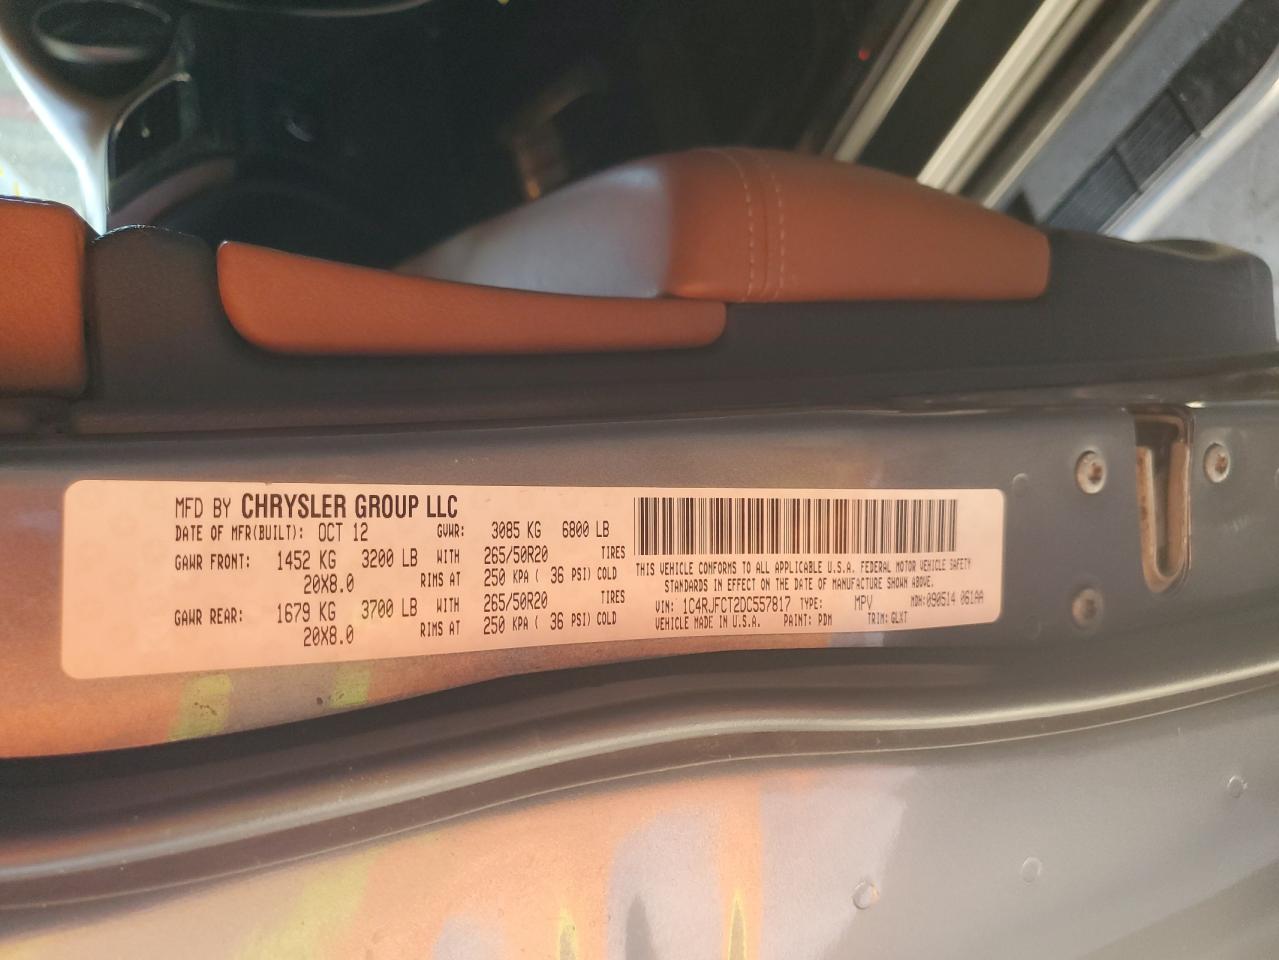 MFD BY CHRYSLER GROUP LLC
DATE OF MFR(BUILT): OCT 12 GVWR: 3085 KG 6800 LB
GAWR FRONT: 1452 KG 3200 LB WITH 265/50R20 TIRES
20X8.0 RIMS AT 250 KPA ( 36 PSI) COLD
GAWR REAR: 1679 KG 3700 LB WITH 265/50R20 TIRES
20X8.0 RIMS AT 250 KPA ( 36 PSI) COLD
THIS VEHICLE CONFORMS TO ALL APPLICABLE U.S.A. FEDERAL MOTOR VEHICLE SAFETY
STANDARDS IN EFFECT ON THE DATE OF MANUFACTURE SHOWN ABOVE.
VIN: 1C4RJFCT2DC557817 TYPE: MPV MDH: 090514 061AA
VEHICLE MADE IN U.S.A. PAINT: PDM TRIM: GLXT